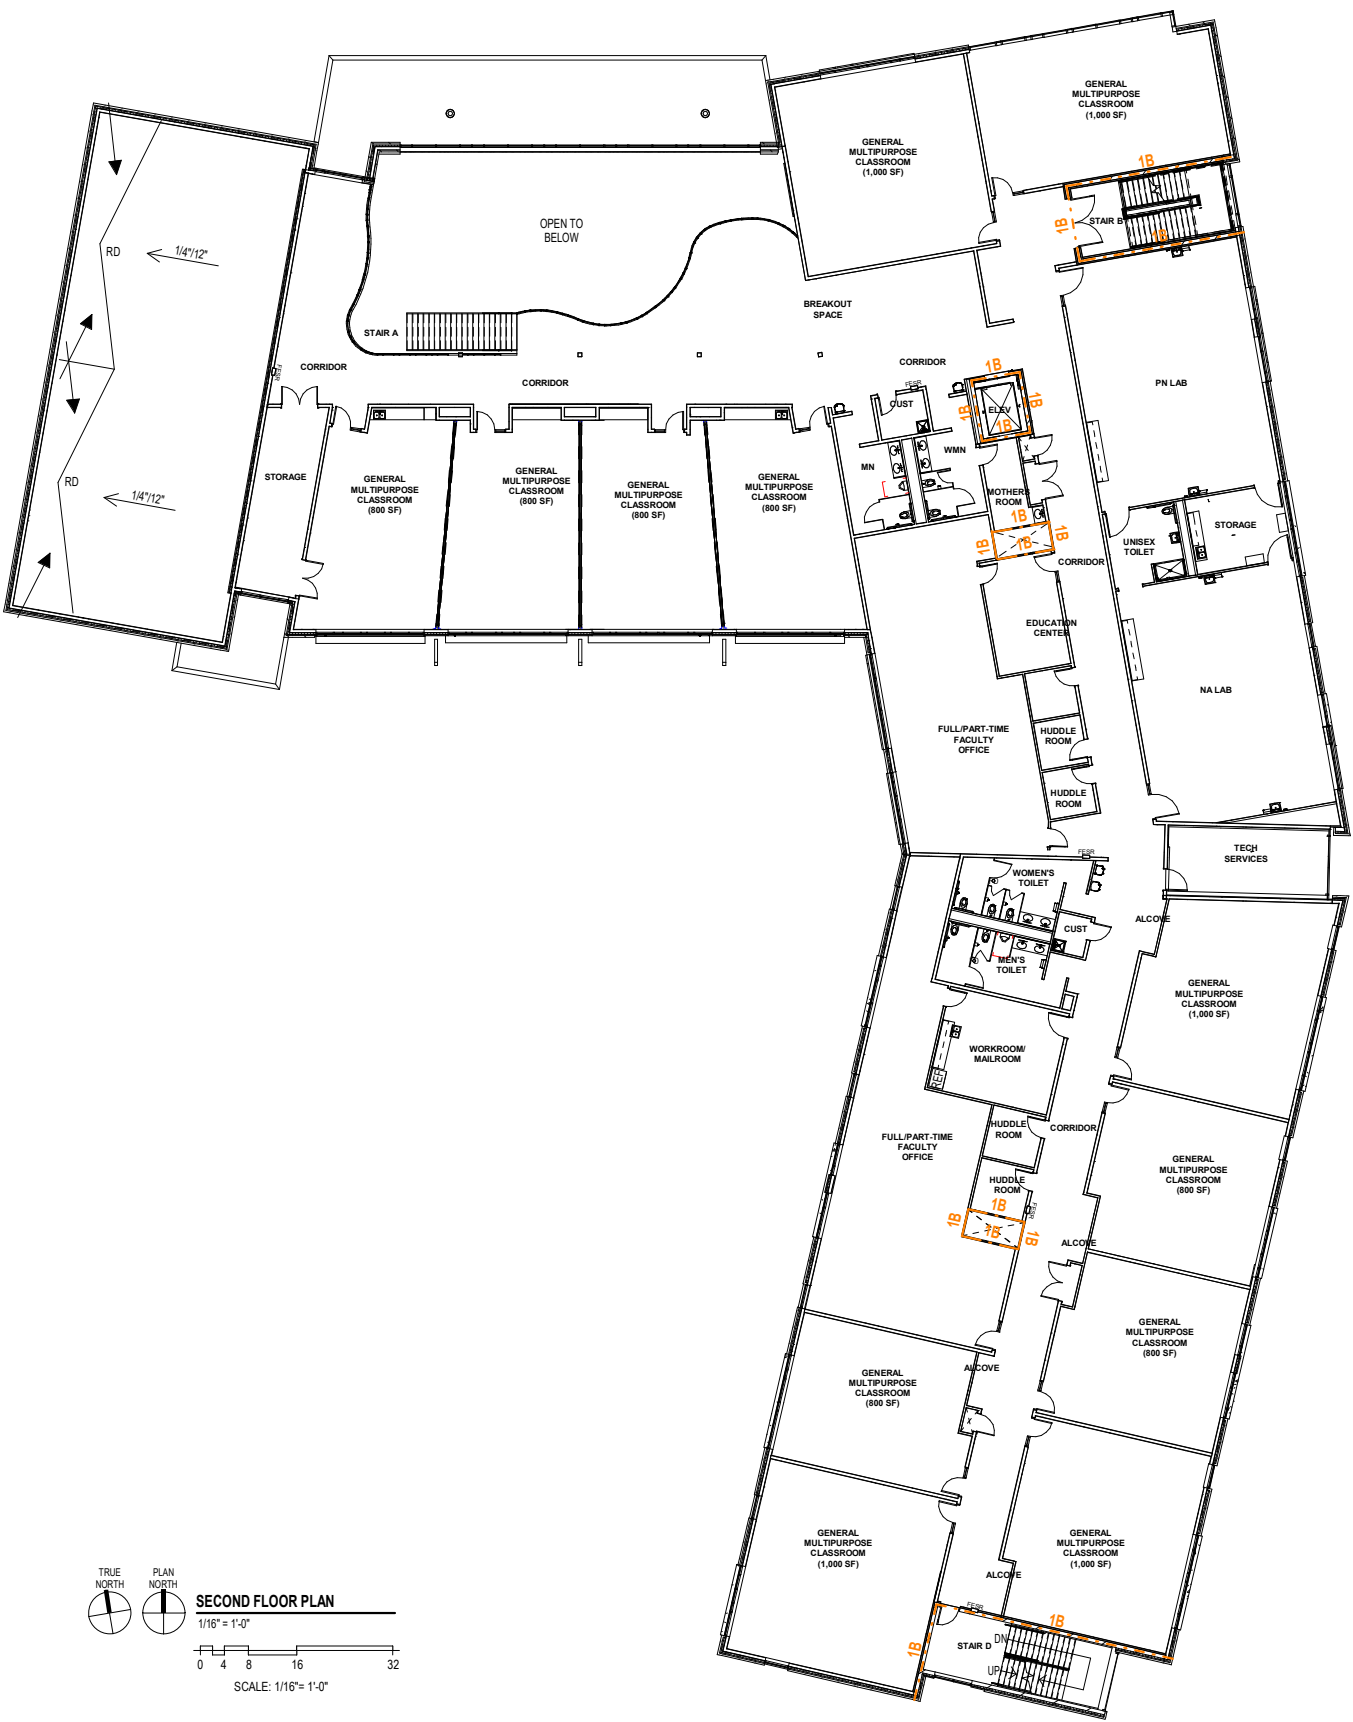 GENERAL
MULTIPURPOSE
CLASSROOM
(1,000 SF)
GENERAL
MULTIPURPOSE
CLASSROOM
(1,000 SF)
1B
STAIR B
1B
1B
OPEN TO
BELOW
RD
1/4"/12"
BREAKOUT
SPACE
STAIR A
CORRIDOR
FESR
CORRIDOR
CORRIDOR
1B
PN LAB
FESR
CUST
1B
ELEV
1B
1B
X
WMN
MN
STORAGE
GENERAL
MULTIPURPOSE
CLASSROOM
(800 SF)
GENERAL
MULTIPURPOSE
CLASSROOM
(800 SF)
GENERAL
MULTIPURPOSE
CLASSROOM
(800 SF)
GENERAL
MULTIPURPOSE
CLASSROOM
(800 SF)
RD
1/4"/12"
MOTHERS
ROOM
1B
1B
1B
1B
STORAGE
UNISEX
TOILET
CORRIDOR
EDUCATION
CENTER
NA LAB
FULL/PART-TIME
FACULTY
OFFICE
HUDDLE
ROOM
HUDDLE
ROOM
FESR
TECH
SERVICES
WOMEN'S
TOILET
ALCOVE
CUST
MEN'S
TOILET
GENERAL
MULTIPURPOSE
CLASSROOM
(1,000 SF)
WORKROOM/
MAILROOM
REF
HUDDLE
ROOM
CORRIDOR
FULL/PART-TIME
FACULTY
OFFICE
GENERAL
MULTIPURPOSE
CLASSROOM
(800 SF)
HUDDLE
ROOM
FESR
1B
1B
1B
1B
ALCOVE
GENERAL
MULTIPURPOSE
CLASSROOM
(800 SF)
ALCOVE
GENERAL
MULTIPURPOSE
CLASSROOM
(800 SF)
X
GENERAL
MULTIPURPOSE
CLASSROOM
(1,000 SF)
GENERAL
MULTIPURPOSE
CLASSROOM
(1,000 SF)
ALCOVE
FESR
1B
1B
STAIR D
DN
UP
TRUE
NORTH
PLAN
NORTH
SECOND FLOOR PLAN
1/16" = 1'-0"
0 4 8 16 32
SCALE: 1/16"= 1'-0"